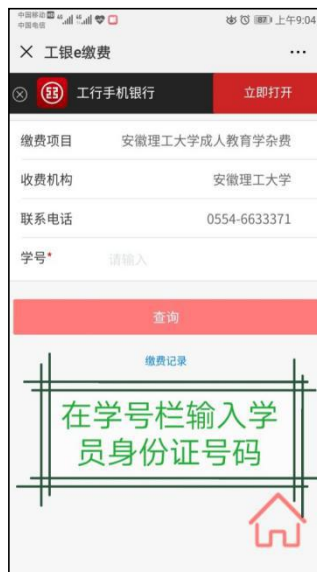 中国移动 HD 4G 4G
中国电信
上午9:04
工银e缴费
工行手机银行 立即打开
缴费项目 安徽理工大学成人教育学杂费
收费机构 安徽理工大学
联系电话 0554-6633371
学号* 请输入
查询
缴费记录
在学号栏输入学
员身份证号码